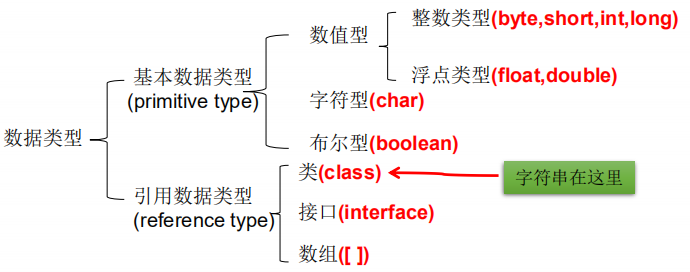 数据类型
基本数据类型
(primitive type)
数值型
整数类型(byte,short,int,long)
浮点类型(float,double)
字符型(char)
布尔型(boolean)
引用数据类型
(reference type)
类(class)
字符串在这里
接口(interface)
数组([ ])